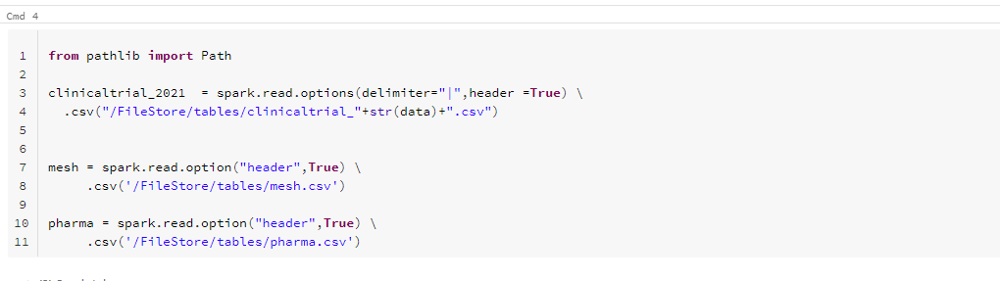 Cmd 4
1 from pathlib import Path
2
3 clinicaltrial_2021  = spark.read.options(delimiter="|",header =True) \
4   .csv("/FileStore/tables/clinicaltrial_"+str(data)+".csv")
5
6
7 mesh = spark.read.option("header",True) \
8      .csv('/FileStore/tables/mesh.csv')
9
10 pharma = spark.read.option("header",True) \
11      .csv('/FileStore/tables/pharma.csv')